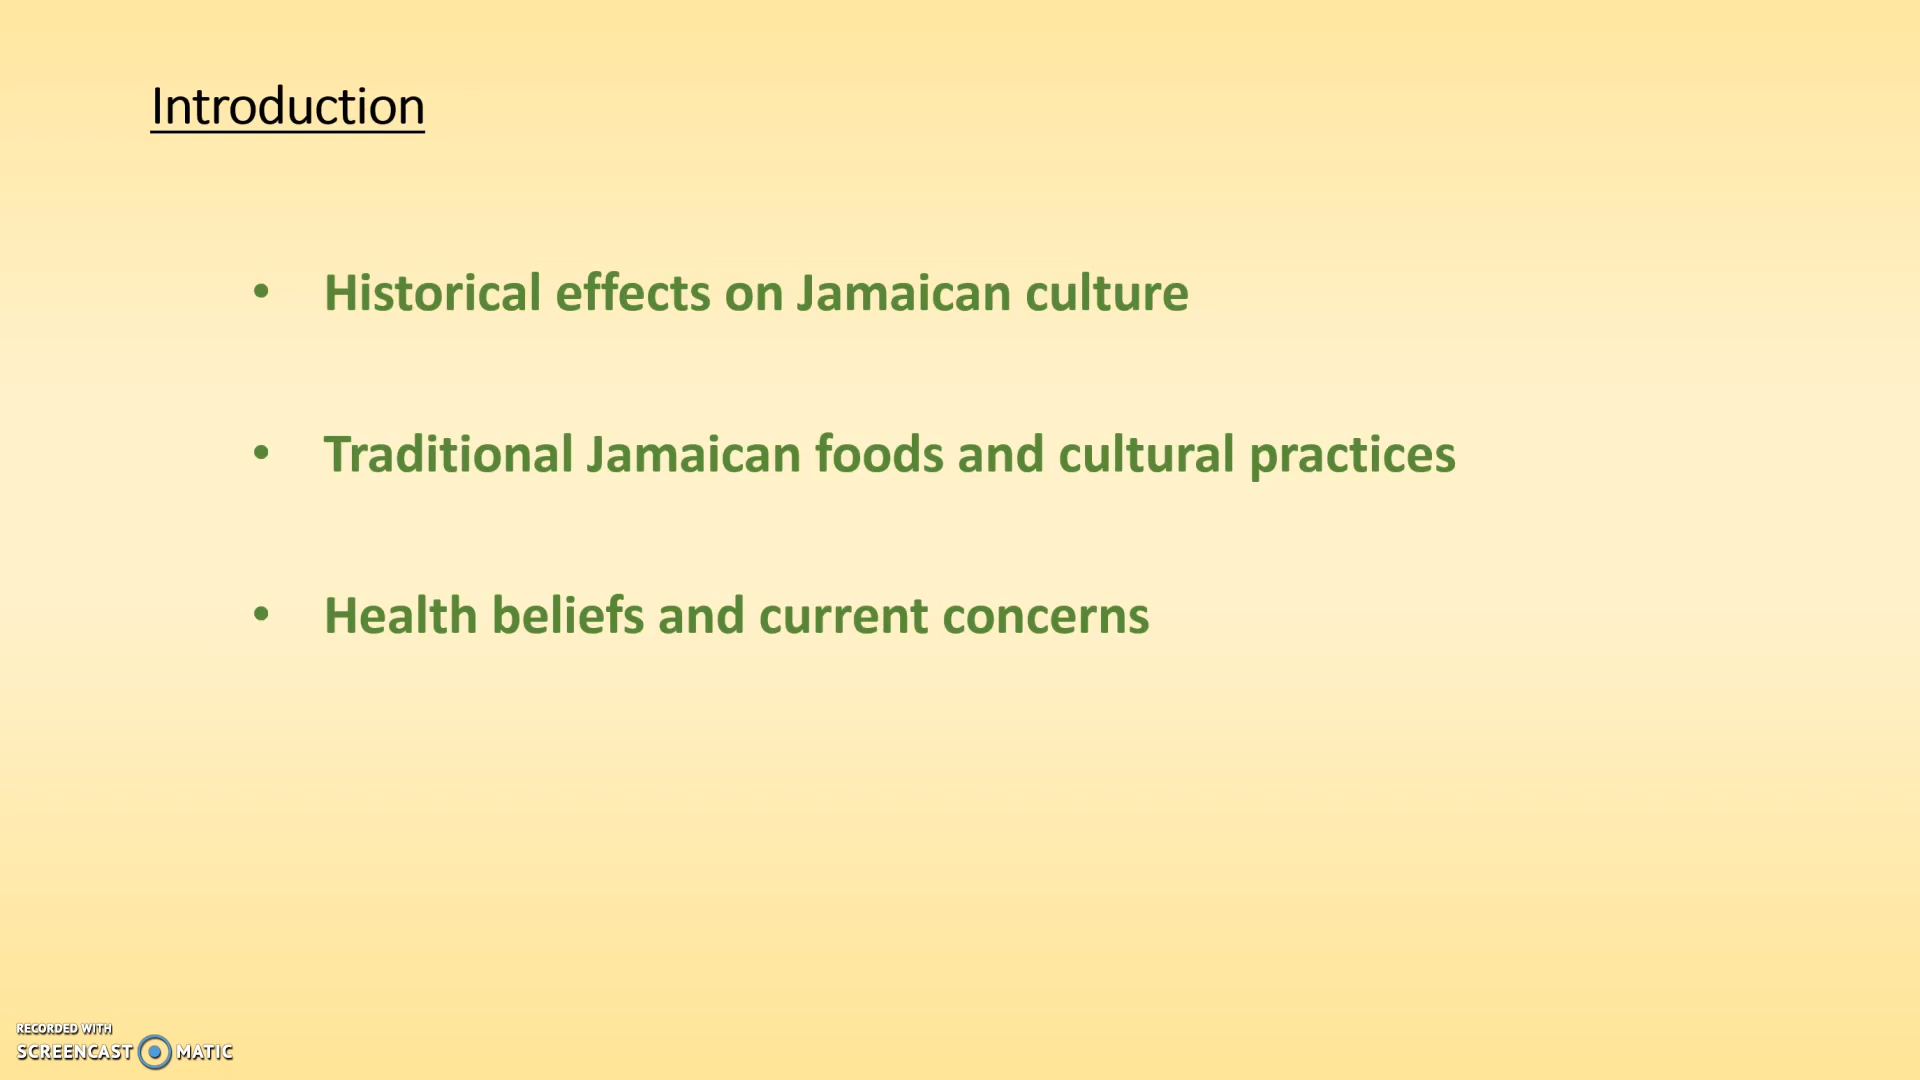 Introduction
• Historical effects on Jamaican culture
• Traditional Jamaican foods and cultural practices
• Health beliefs and current concerns
RECORDED WITH
SCREENCAST MATIC